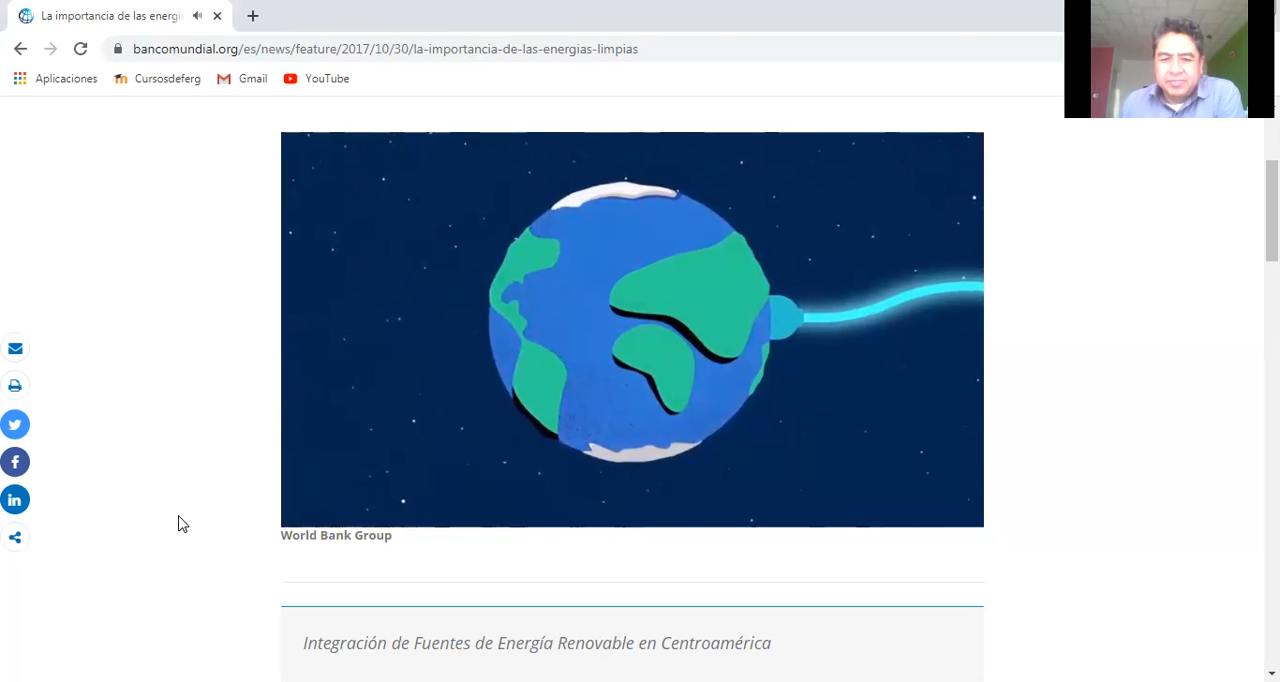 La importancia de las energi
bancomundial.org/es/news/feature/2017/10/30/la-importancia-de-las-energias-limpias
Aplicaciones Cursosdeferg Gmail YouTube
World Bank Group
Integración de Fuentes de Energía Renovable en Centroamérica